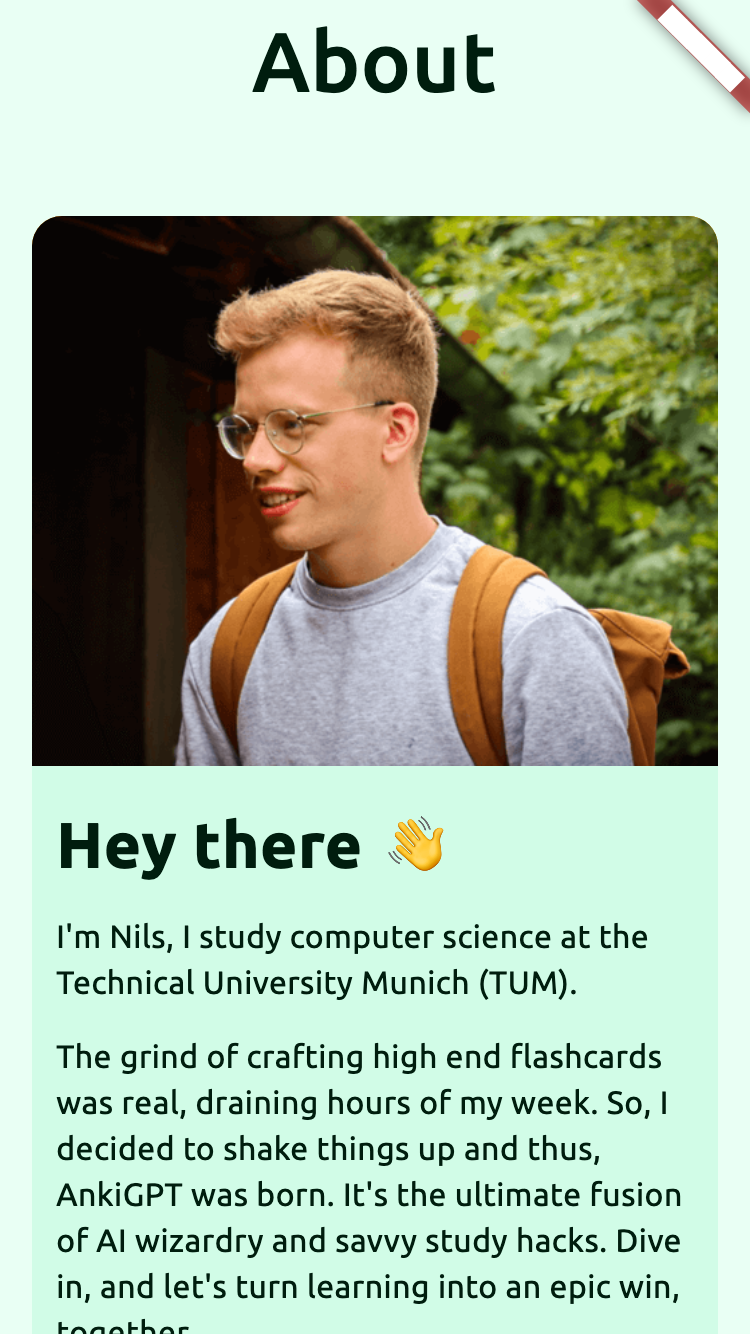 About
Hey there 👋
I'm Nils, I study computer science at the
Technical University Munich (TUM).
The grind of crafting high end flashcards
was real, draining hours of my week. So, I
decided to shake things up and thus,
AnkiGPT was born. It's the ultimate fusion
of AI wizardry and savvy study hacks. Dive
in, and let's turn learning into an epic win,
together